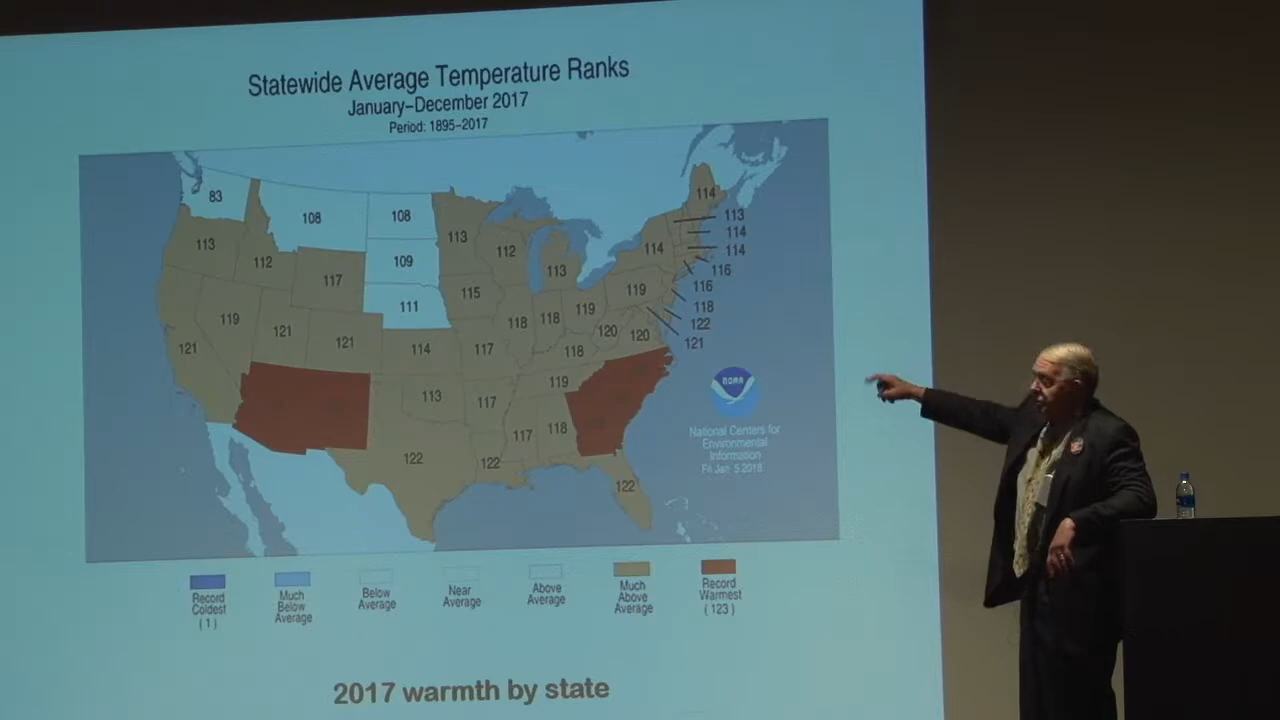 Statewide Average Temperature Ranks
January–December 2017
Period: 1895–2017
83
108
108
114
113
114
114
113
112
113
112
114
109
113
116
117
116
111
115
119
118
119
118
118
119
122
121
120
120
121
121
114
117
118
121
119
113
117
117
118
122
122
122
NOAA
National Centers for
Environmental
Information
Fri Jan 5 2018
Record
Coldest
(1)
Much
Below
Average
Below
Average
Near
Average
Above
Average
Much
Above
Average
Record
Warmest
(123)
2017 warmth by state